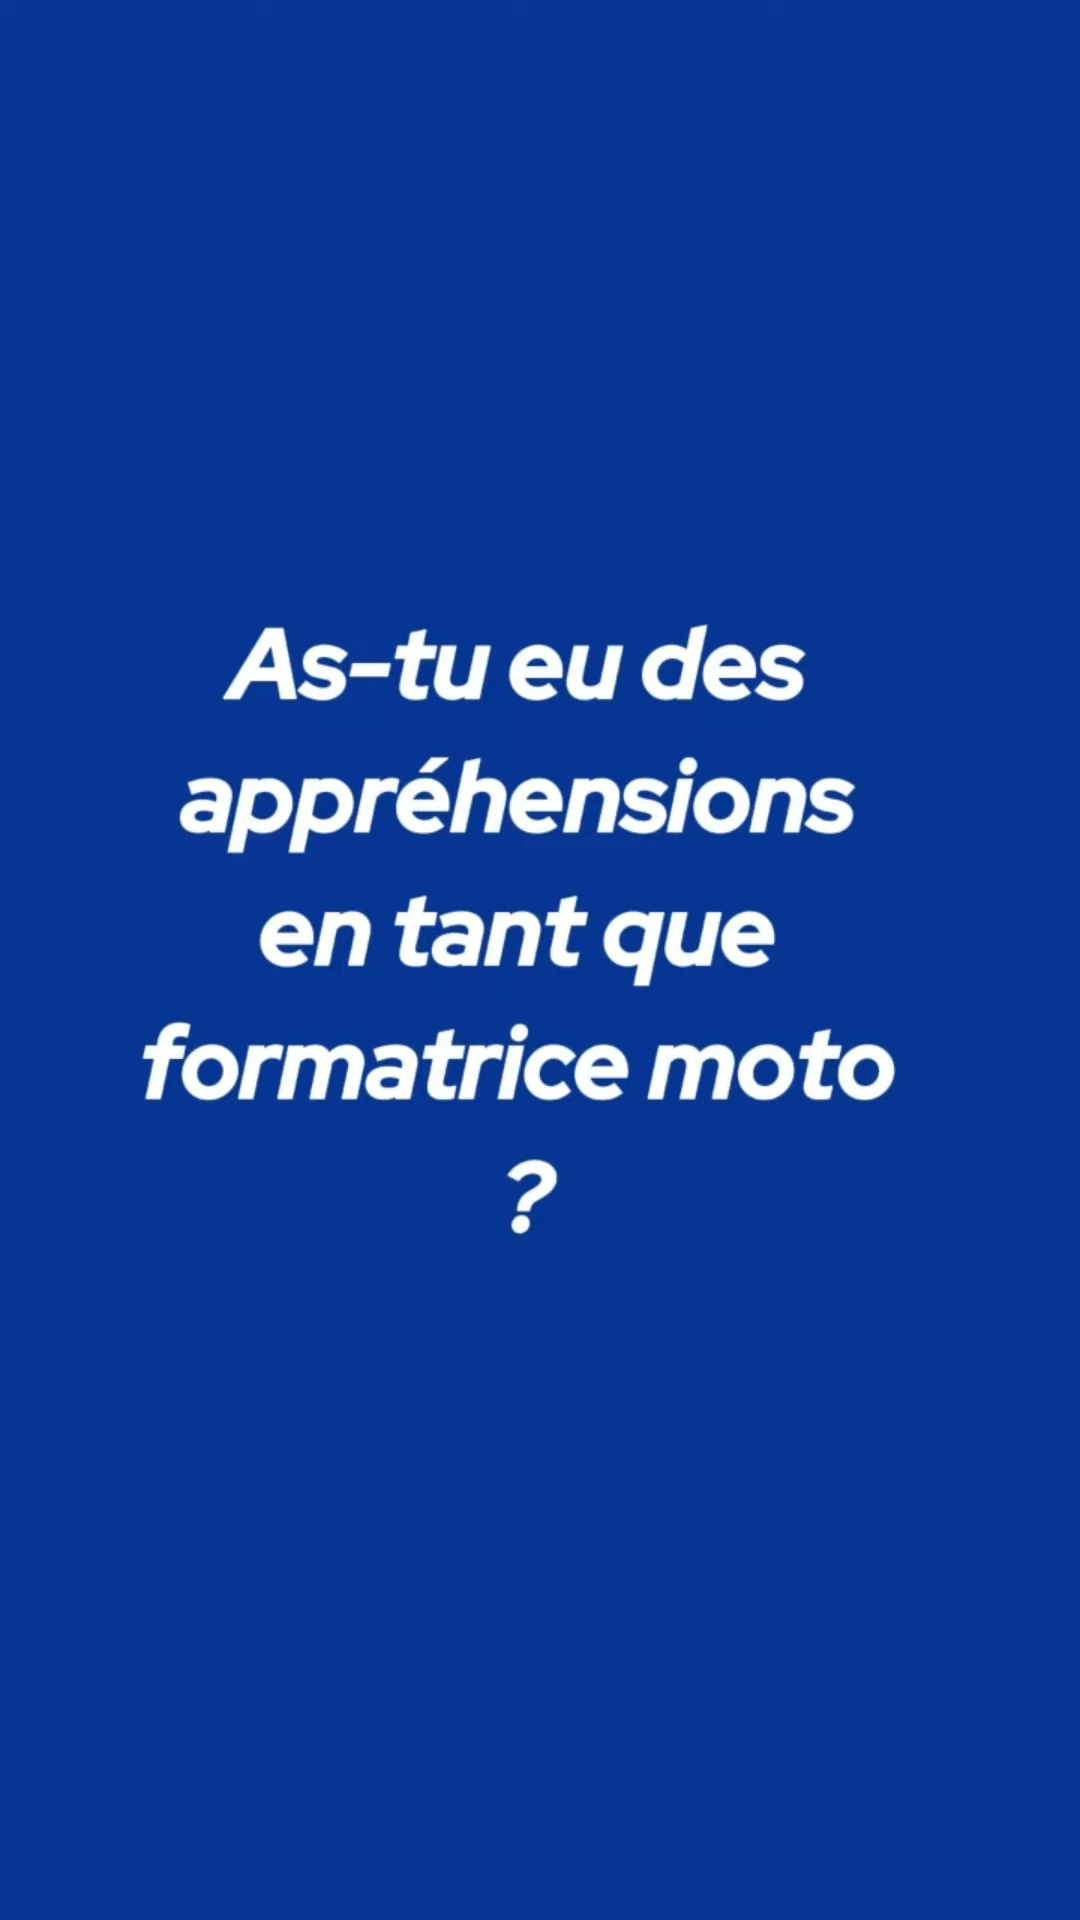 As-tu eu des
appréhensions
en tant que
formatrice moto
?